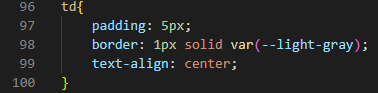 96 td{
97 padding: 5px;
98 border: 1px solid var(--light-gray);
99 text-align: center;
100 }